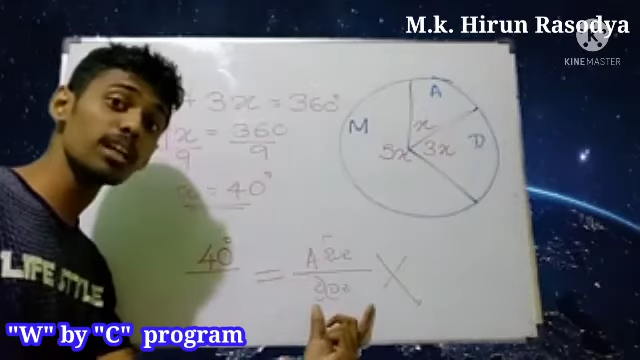 M.k. Hirun Rasodya
KINEMASTER
+ 3x = 360°
x = 360
9 9
x = 40°
A
M
x
D
5x 3x
40°
=
A
X
LIFE STYLE
"W" by "C" program